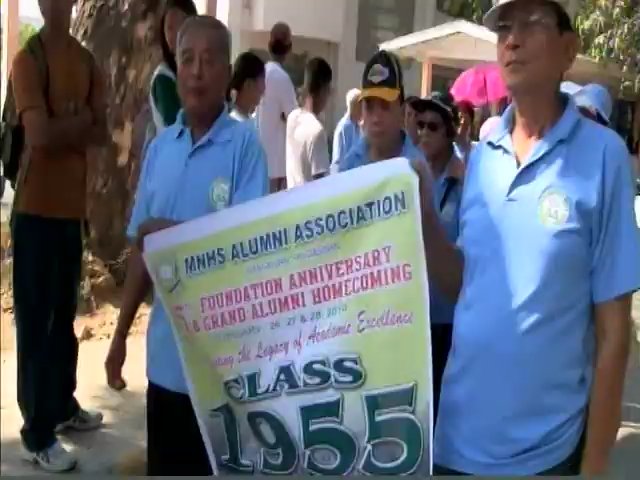 MNHS ALUMNI ASSOCIATION
FOUNDATION ANNIVERSARY
& GRAND ALUMNI HOMECOMING
26, 27 & 28, 2010
the Legacy of Academic Excellence
CLASS
1955